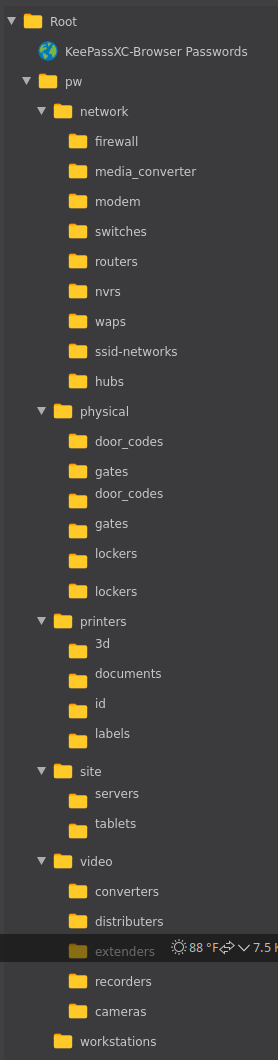 Root
KeePassXC-Browser Passwords
pw
network
firewall
media_converter
modem
switches
routers
nvrs
waps
ssid-networks
hubs
physical
door_codes
gates
door_codes
gates
lockers
lockers
printers
3d
documents
id
labels
site
servers
tablets
video
converters
distributers
extenders 88 °F 7.5 K
recorders
cameras
workstations